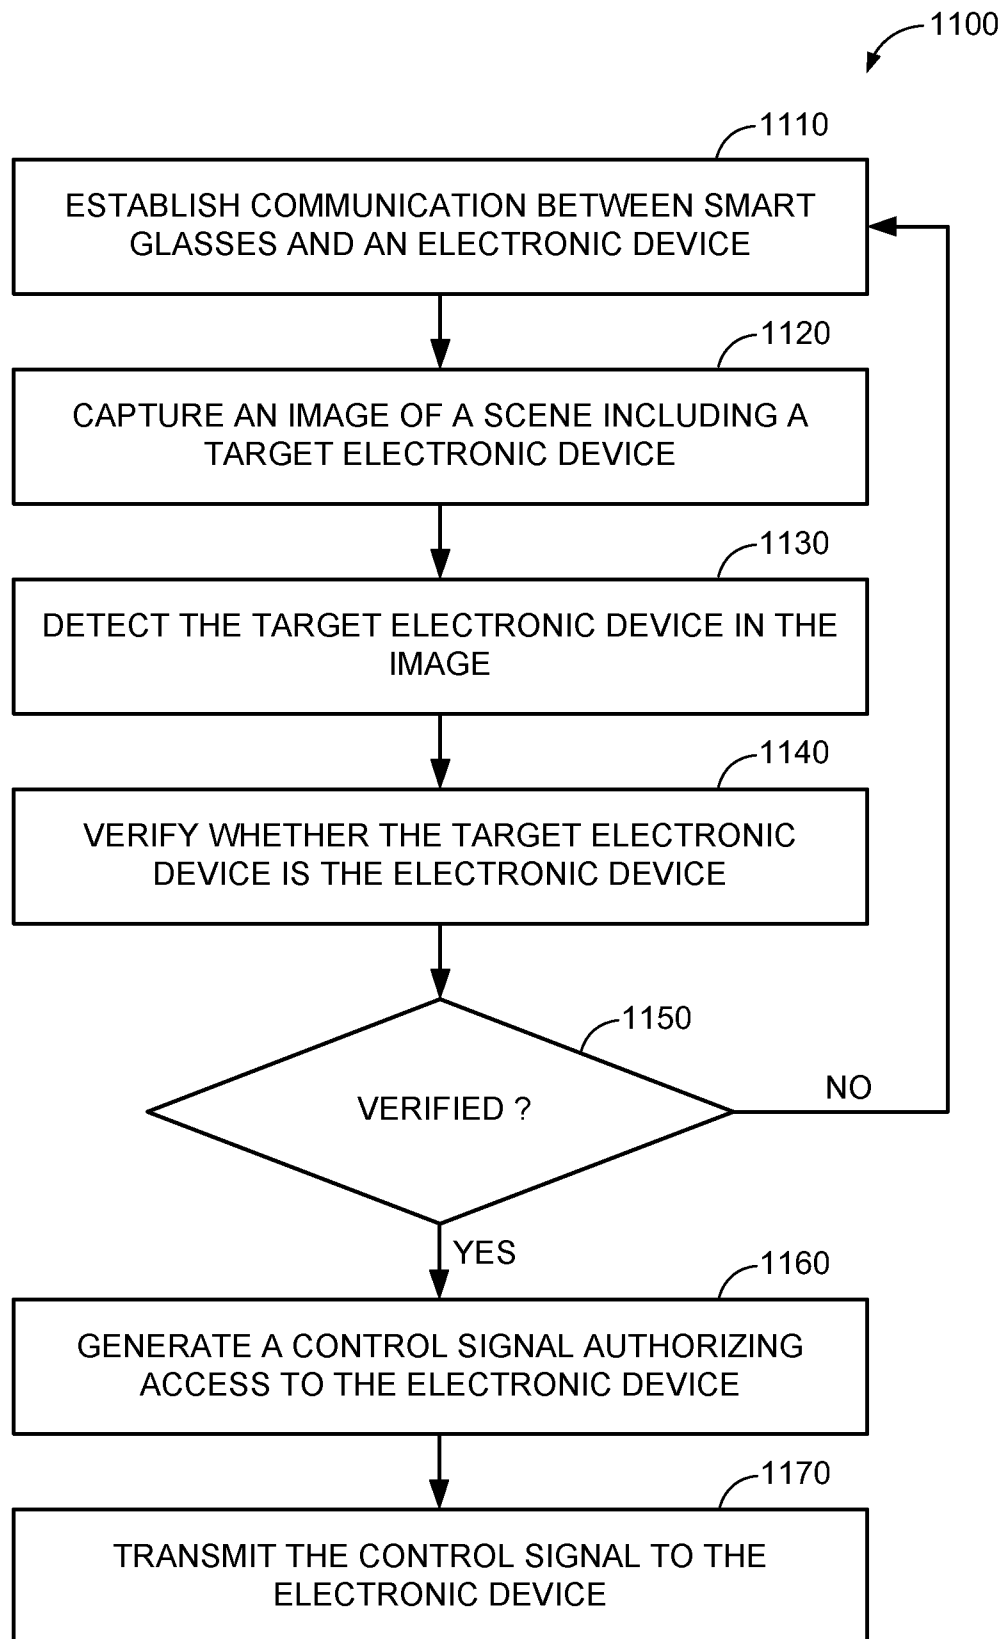 1100
1110
ESTABLISH COMMUNICATION BETWEEN SMART
GLASSES AND AN ELECTRONIC DEVICE
1120
CAPTURE AN IMAGE OF A SCENE INCLUDING A
TARGET ELECTRONIC DEVICE
1130
DETECT THE TARGET ELECTRONIC DEVICE IN THE
IMAGE
1140
VERIFY WHETHER THE TARGET ELECTRONIC
DEVICE IS THE ELECTRONIC DEVICE
1150
VERIFIED ?
NO
YES
1160
GENERATE A CONTROL SIGNAL AUTHORIZING
ACCESS TO THE ELECTRONIC DEVICE
1170
TRANSMIT THE CONTROL SIGNAL TO THE
ELECTRONIC DEVICE